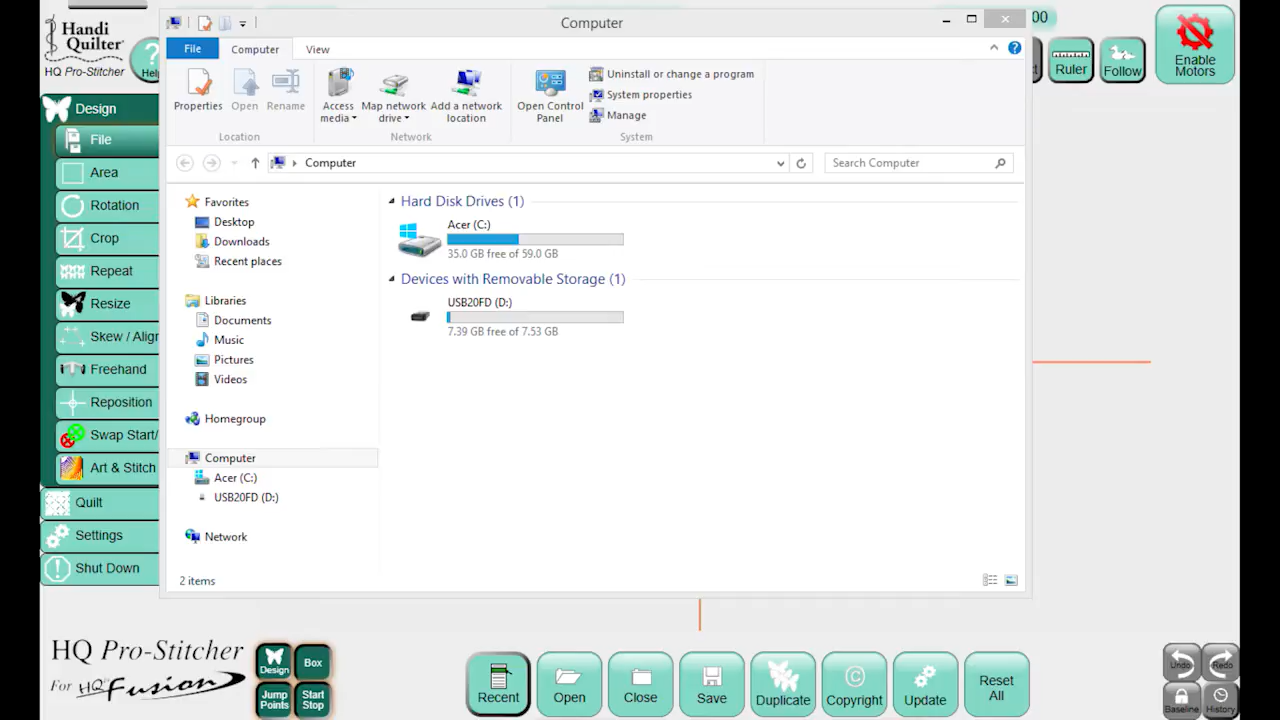 Handi
Quilter
HQ Pro-Stitcher
Computer
00
File
Computer
View
Ruler
Follow
Enable
Motors
Properties
Open
Rename
Location
Access
media
Map network
drive
Add a network
location
Network
Open Control
Panel
Uninstall or change a program
System properties
Manage
System
Computer
Search Computer
Design
File
Area
Rotation
Crop
Repeat
Resize
Skew / Align
Freehand
Reposition
Swap Start/
Art & Stitch
Quilt
Settings
Shut Down
Favorites
Desktop
Downloads
Recent places
Libraries
Documents
Music
Pictures
Videos
Homegroup
Computer
Acer (C:)
USB20FD (D:)
Network
Hard Disk Drives (1)
Acer (C:)
35.0 GB free of 59.0 GB
Devices with Removable Storage (1)
USB20FD (D:)
7.39 GB free of 7.53 GB
2 items
HQ Pro-Stitcher
For HQ Fusion
Design
Box
Jump
Points
Start
Stop
Recent
Open
Close
Save
Duplicate
Copyright
Update
Reset
All
Undo
Redo
Baseline
History